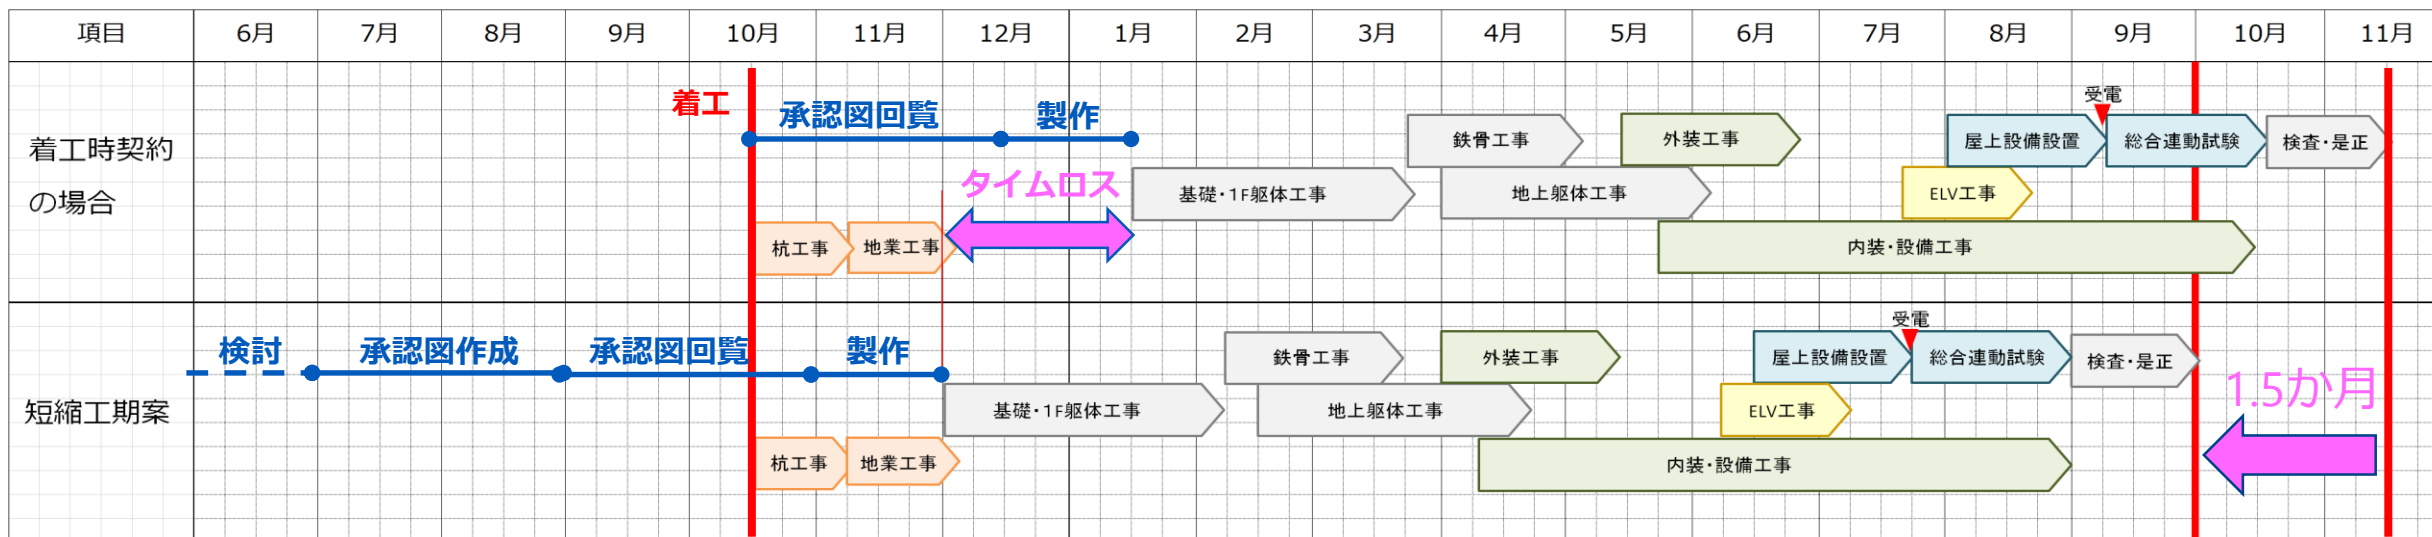 項目 6月 7月 8月 9月 10月 11月 12月 1月 2月 3月 4月 5月 6月 7月 8月 9月 10月 11月
着工時契約
の場合
着工
承認図回覧 製作
タイムロス
杭工事 地業工事
基礎・1F躯体工事
鉄骨工事
地上躯体工事
外装工事
内装・設備工事
ELV工事
屋上設備設置
受電
総合連動試験
検査・是正
短縮工期案
検討 承認図作成 承認図回覧 製作
杭工事 地業工事
基礎・1F躯体工事
鉄骨工事
地上躯体工事
外装工事
内装・設備工事
ELV工事
屋上設備設置
受電
総合連動試験
検査・是正
1.5か月